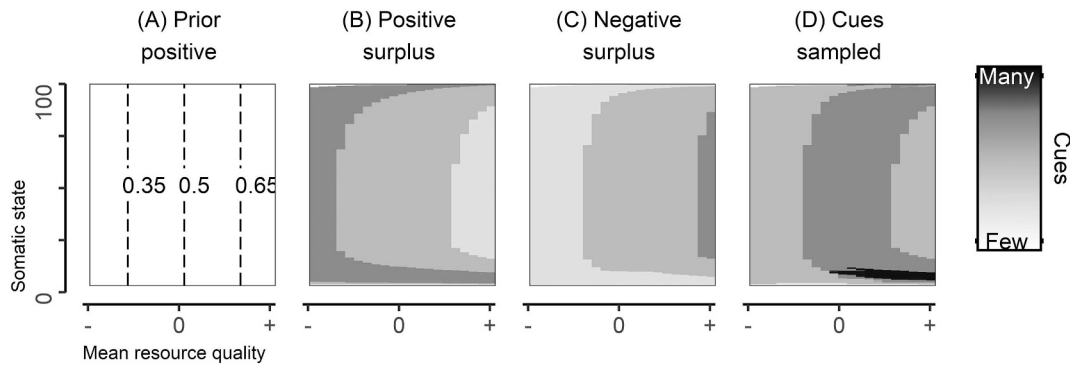 (A) Prior
positive
(B) Positive
surplus
(C) Negative
surplus
(D) Cues
sampled
Somatic state
100
0
0.35 0.5 0.65
- 0 +
- 0 +
- 0 +
- 0 +
Mean resource quality
Many
Few
Cues